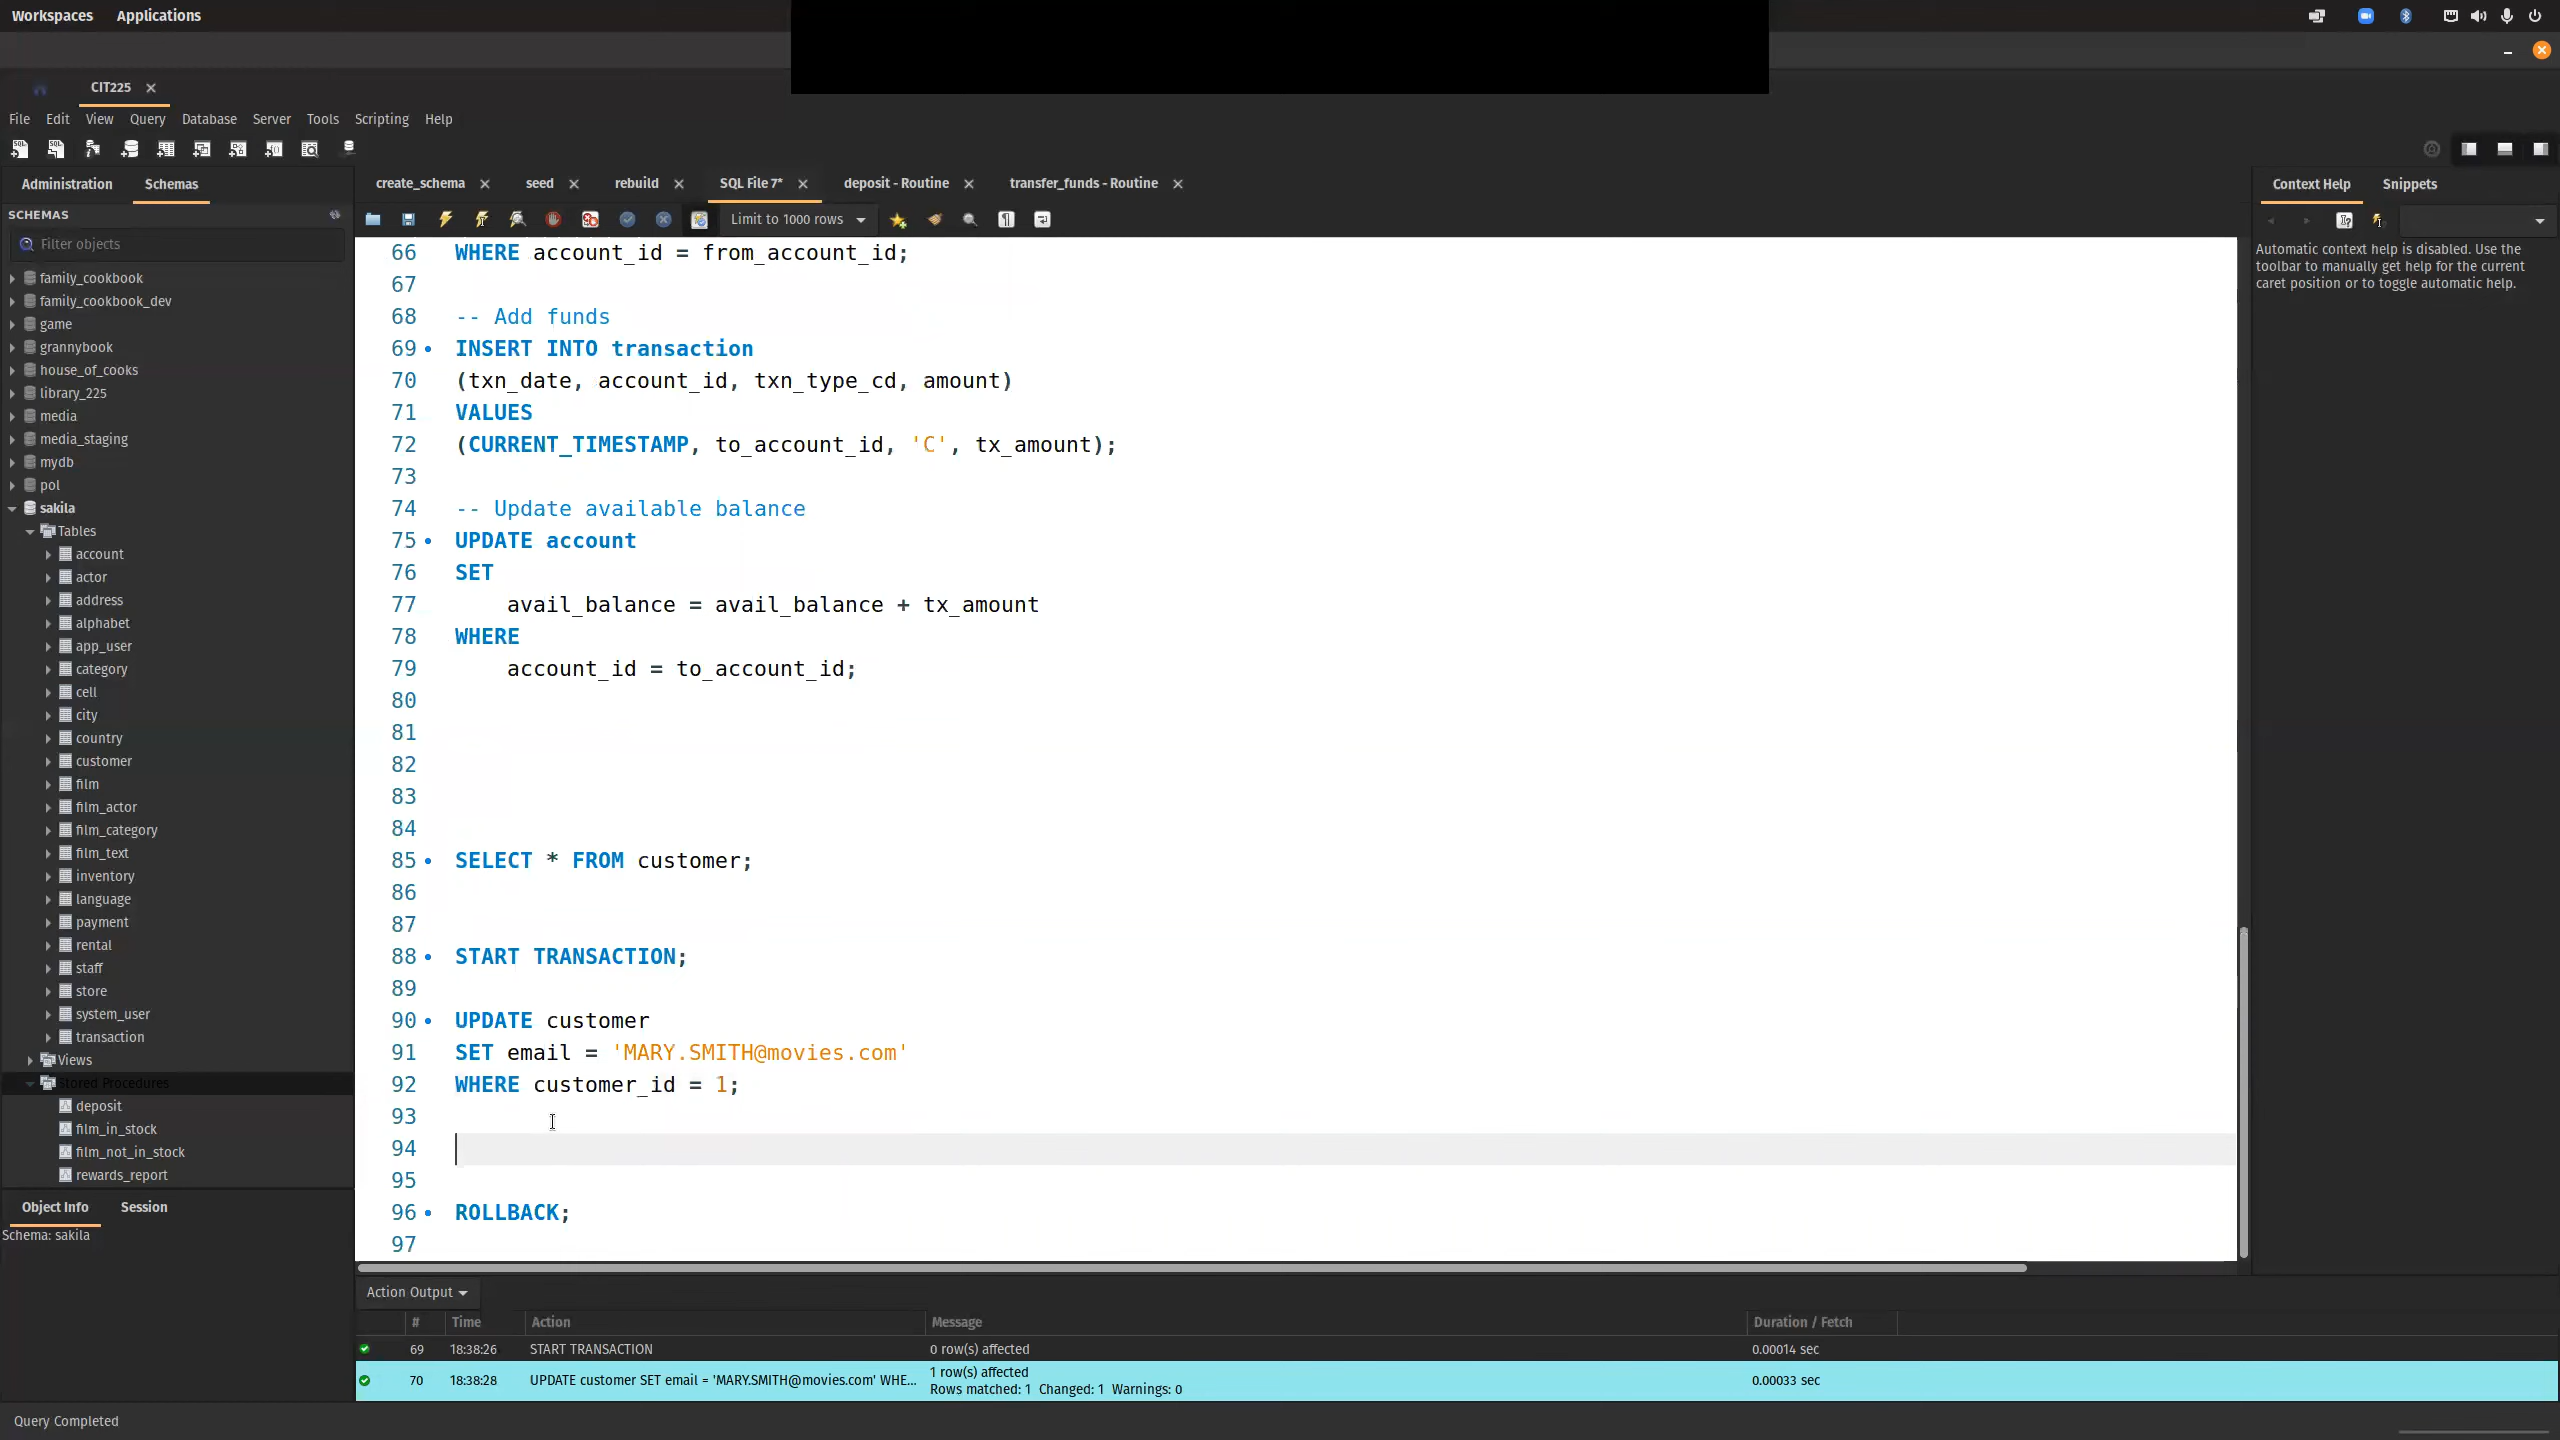 Workspaces Applications
CIT225
File Edit View Query Database Server Tools Scripting Help
Administration Schemas
create_schema seed rebuild SQL File 7* deposit - Routine transfer_funds - Routine
Context Help Snippets
SCHEMAS
Limit to 1000 rows
Filter objects
Automatic context help is disabled. Use the
toolbar to manually get help for the current
caret position or to toggle automatic help.
family_cookbook
family_cookbook_dev
game
grannybook
house_of_cooks
library_225
media
media_staging
mydb
pol
sakila
Tables
account
actor
address
alphabet
app_user
category
cell
city
country
customer
film
film_actor
film_category
film_text
inventory
language
payment
rental
staff
store
system_user
transaction
Views
Stored Procedures
deposit
film_in_stock
film_not_in_stock
rewards_report
Object Info Session
Schema: sakila
66 WHERE account_id = from_account_id;
67
68 -- Add funds
69 INSERT INTO transaction
70 (txn_date, account_id, txn_type_cd, amount)
71 VALUES
72 (CURRENT_TIMESTAMP, to_account_id, 'C', tx_amount);
73
74 -- Update available balance
75 UPDATE account
76 SET
77 avail_balance = avail_balance + tx_amount
78 WHERE
79 account_id = to_account_id;
80
81
82
83
84
85 SELECT * FROM customer;
86
87
88 START TRANSACTION;
89
90 UPDATE customer
91 SET email = 'MARY.SMITH@movies.com'
92 WHERE customer_id = 1;
93
94
95
96 ROLLBACK;
97
Action Output
# Time Action Message Duration / Fetch
69 18:38:26 START TRANSACTION 0 row(s) affected 0.00014 sec
70 18:38:28 UPDATE customer SET email = 'MARY.SMITH@movies.com' WHE... 1 row(s) affected
Rows matched: 1 Changed: 1 Warnings: 0 0.00033 sec
Query Completed